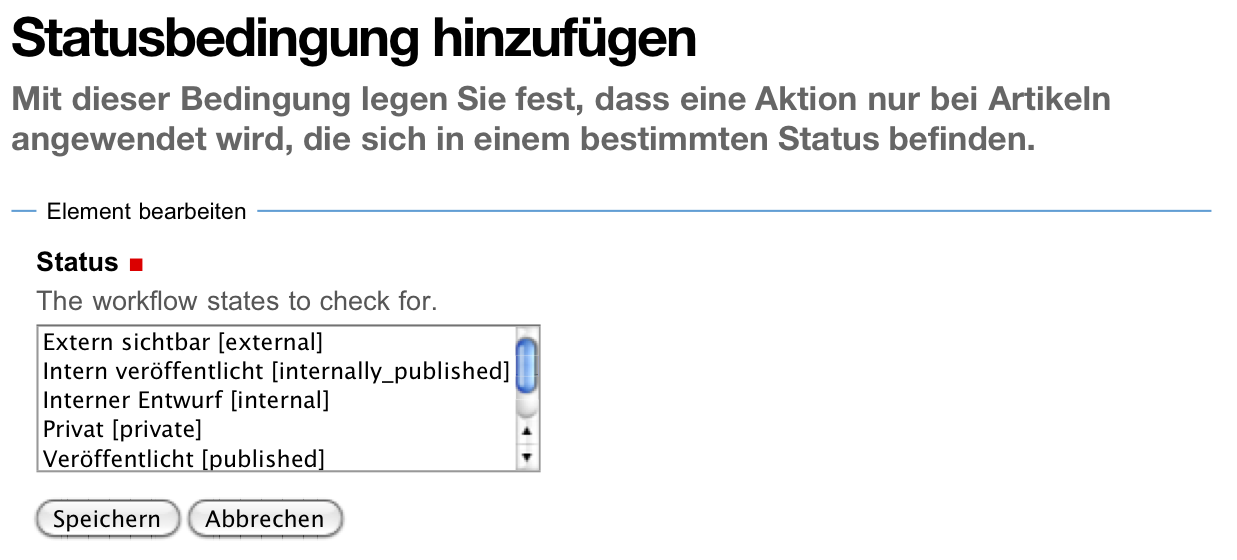 Statusbedingung hinzufügen
Mit dieser Bedingung legen Sie fest, dass eine Aktion nur bei Artikeln
angewendet wird, die sich in einem bestimmten Status befinden.
Element bearbeiten
Status
The workflow states to check for.
Extern sichtbar [external]
Intern veröffentlicht [internally_published]
Interner Entwurf [internal]
Privat [private]
Veröffentlicht [published]
Speichern Abbrechen